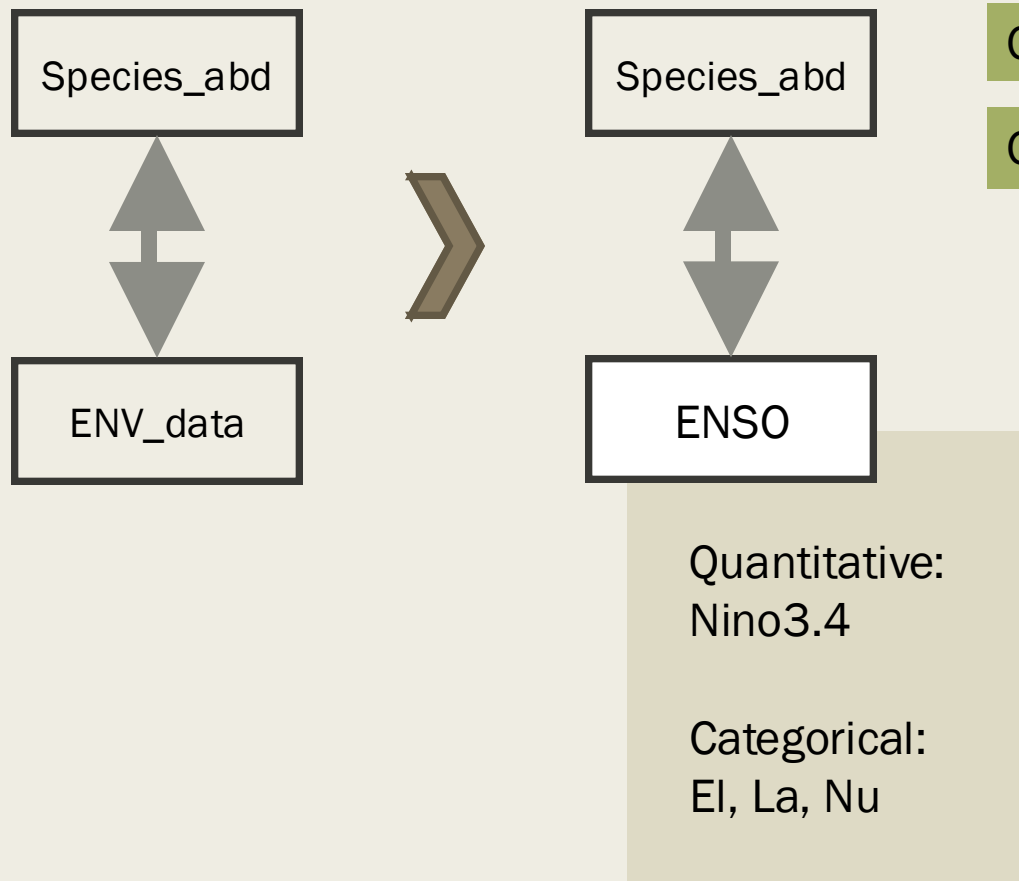 Species_abd
Species_abd
ENV_data
ENSO
Quantitative:
Nino3.4
Categorical:
El, La, Nu